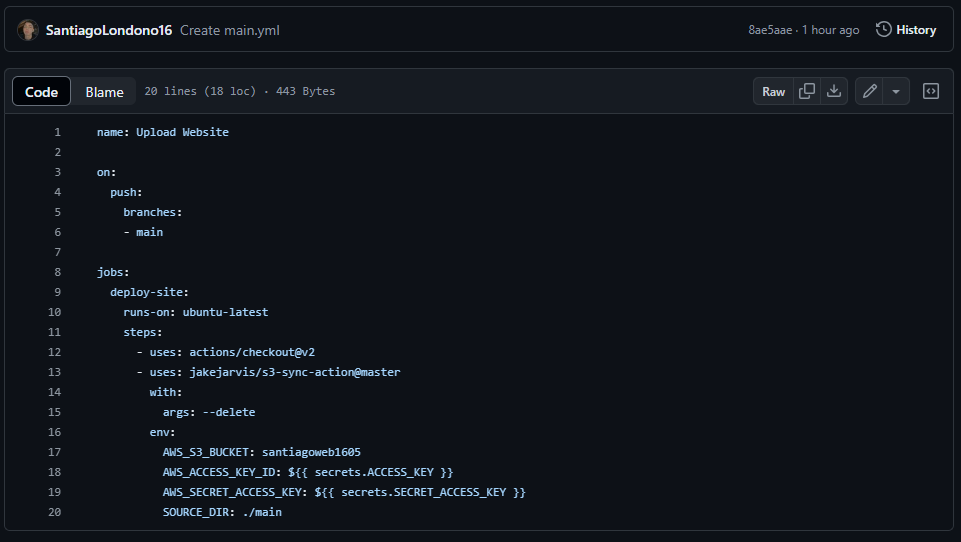 SantiagoLondono16 Create main.yml 8ae5aae · 1 hour ago History
Code Blame 20 lines (18 loc) · 443 Bytes Raw
1 name: Upload Website
2
3 on:
4 push:
5 branches:
6 - main
7
8 jobs:
9 deploy-site:
10 runs-on: ubuntu-latest
11 steps:
12 - uses: actions/checkout@v2
13 - uses: jakejarvis/s3-sync-action@master
14 with:
15 args: --delete
16 env:
17 AWS_S3_BUCKET: santiagoweb1605
18 AWS_ACCESS_KEY_ID: ${{ secrets.ACCESS_KEY }}
19 AWS_SECRET_ACCESS_KEY: ${{ secrets.SECRET_ACCESS_KEY }}
20 SOURCE_DIR: ./main